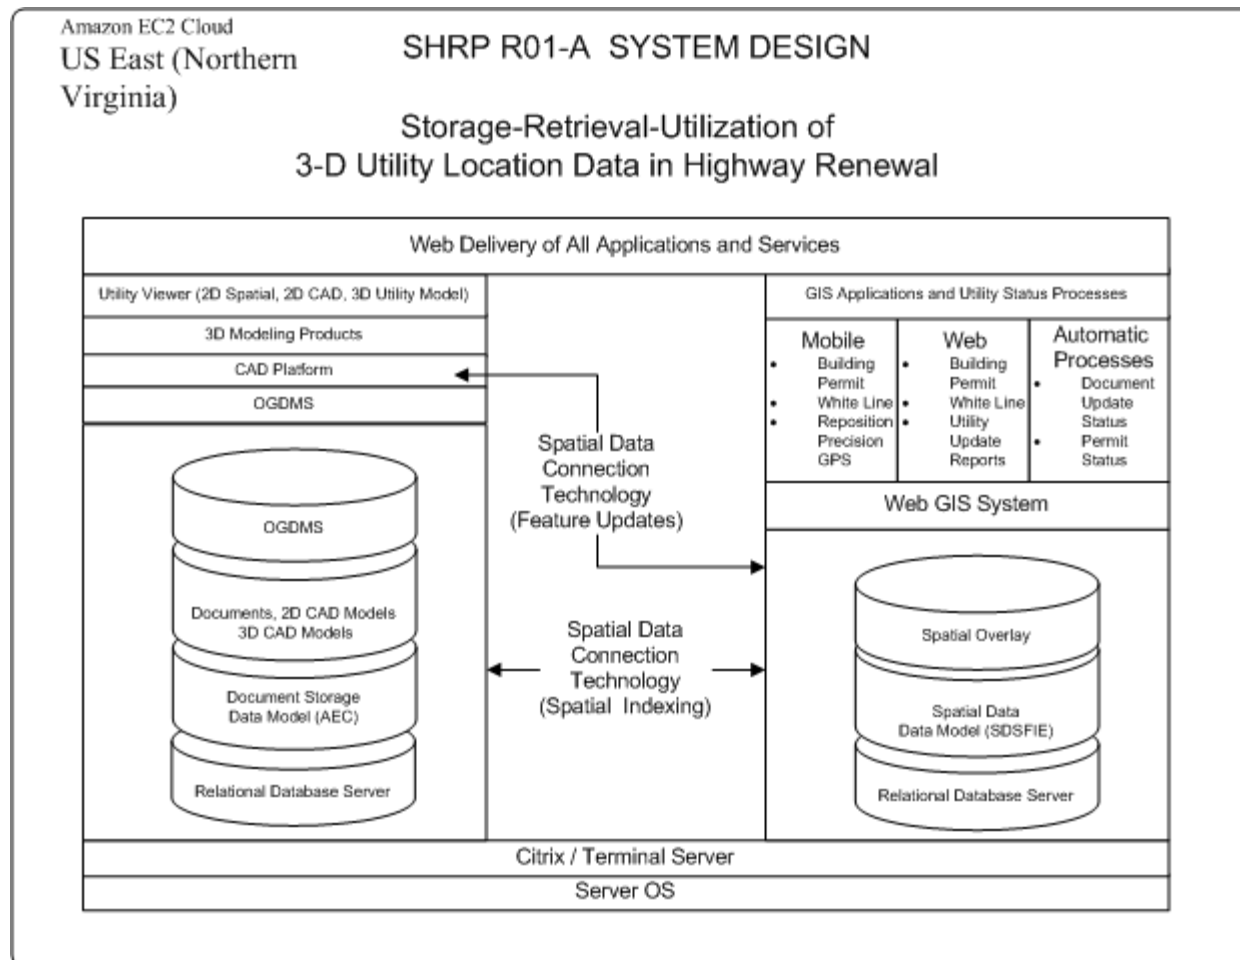 Amazon EC2 Cloud
US East (Northern
Virginia)
SHRP R01-A SYSTEM DESIGN
Storage-Retrieval-Utilization of
3-D Utility Location Data in Highway Renewal
Web Delivery of All Applications and Services
Utility Viewer (2D Spatial, 2D CAD, 3D Utility Model)
3D Modeling Products
CAD Platform
OGDMS
OGDMS
Documents, 2D CAD Models
3D CAD Models
Document Storage
Data Model (AEC)
Relational Database Server
Spatial Data
Connection
Technology
(Feature Updates)
Spatial Data
Connection
Technology
(Spatial Indexing)
GIS Applications and Utility Status Processes
Mobile
• Building
Permit
• White Line
• Reposition
Precision
GPS
Web
• Building
Permit
• White Line
• Utility
Update
Reports
Automatic
Processes
• Document
Update
Status
• Permit
Status
Web GIS System
Spatial Overlay
Spatial Data
Data Model (SDSFIE)
Relational Database Server
Citrix / Terminal Server
Server OS